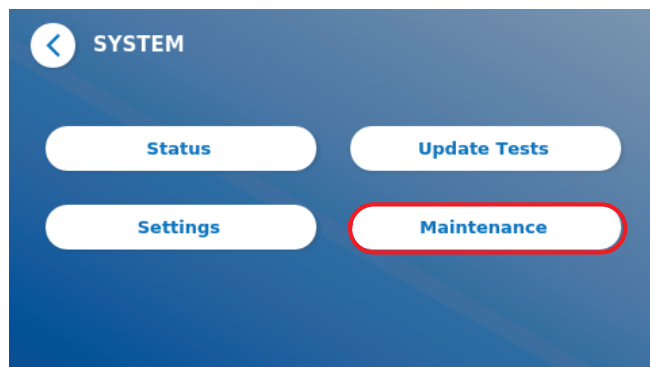 SYSTEM
Status
Update Tests
Settings
Maintenance